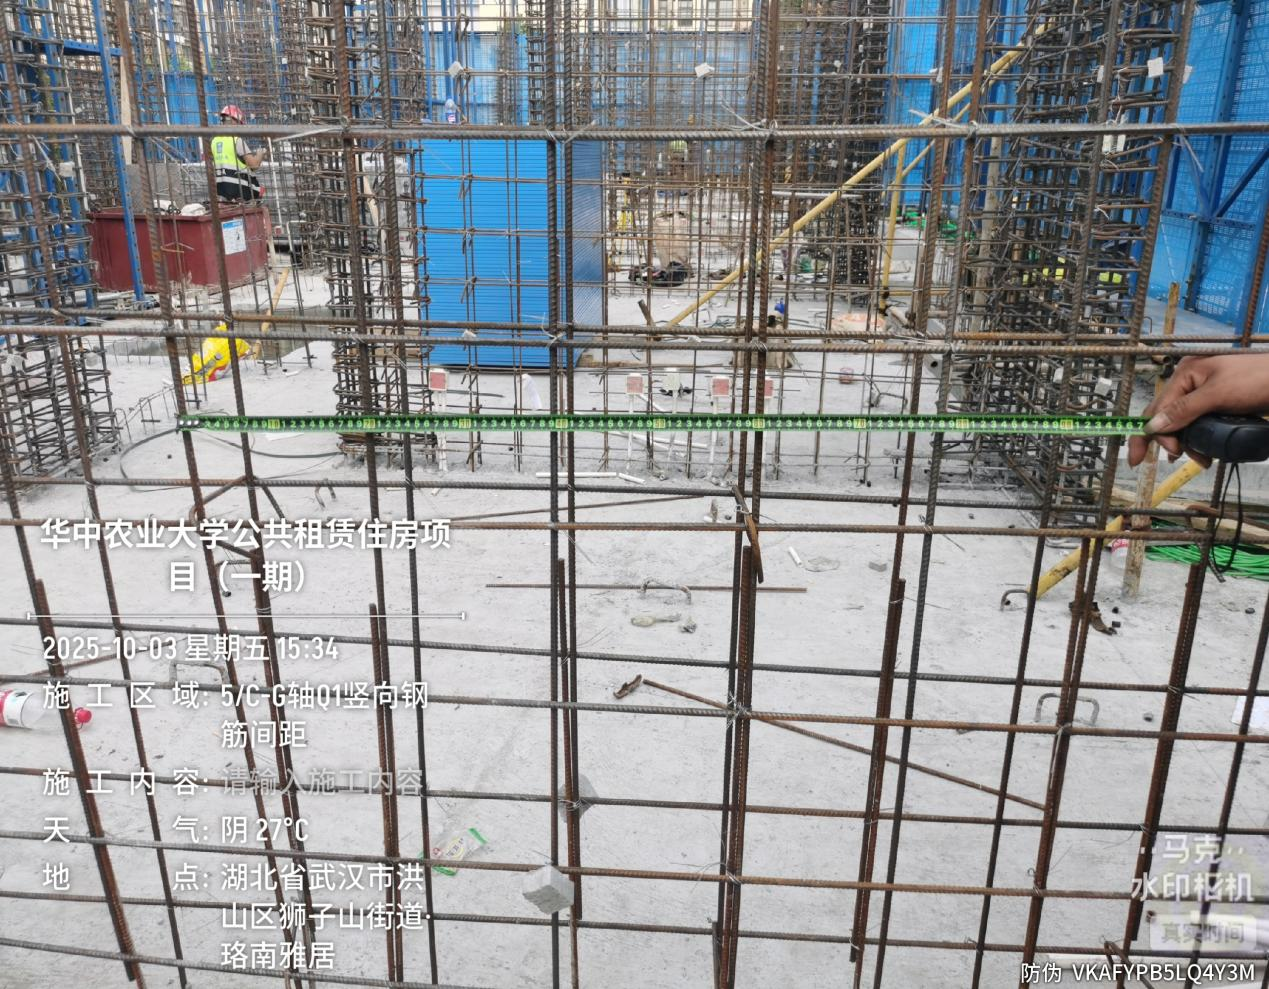 华中农业大学公共租赁住房项
目（一期）
2025-10-03 星期五 15:34
施工区域：5/C-G轴Q1竖向钢
筋间距
施工内容：请输入施工内容
天气：阴 27°C
地点：湖北省武汉市洪
山区狮子山街道·
珞南雅居
马克
水印相机
真实时间
防伪 VKAFYPB5LQ4Y3M